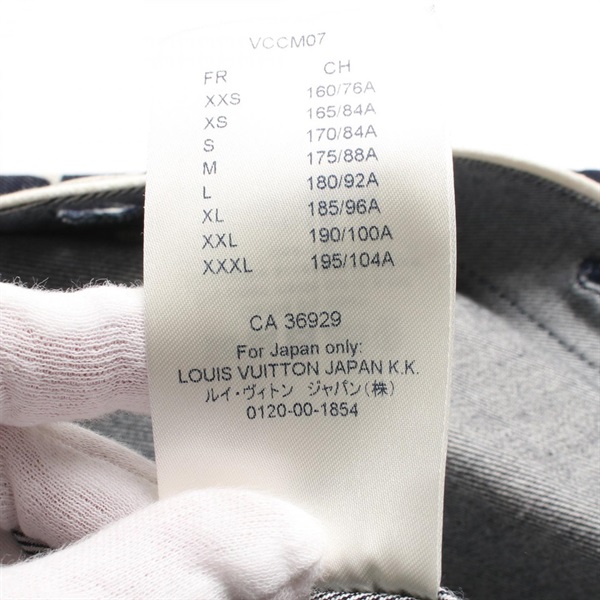 VCCM07
FR CH
XXS 160/76A
XS 165/84A
S 170/84A
M 175/88A
L 180/92A
XL 185/96A
XXL 190/100A
XXXL 195/104A
CA 36929
For Japan only:
LOUIS VUITTON JAPAN K.K.
ルイ・ヴィトン ジャパン(株)
0120-00-1854